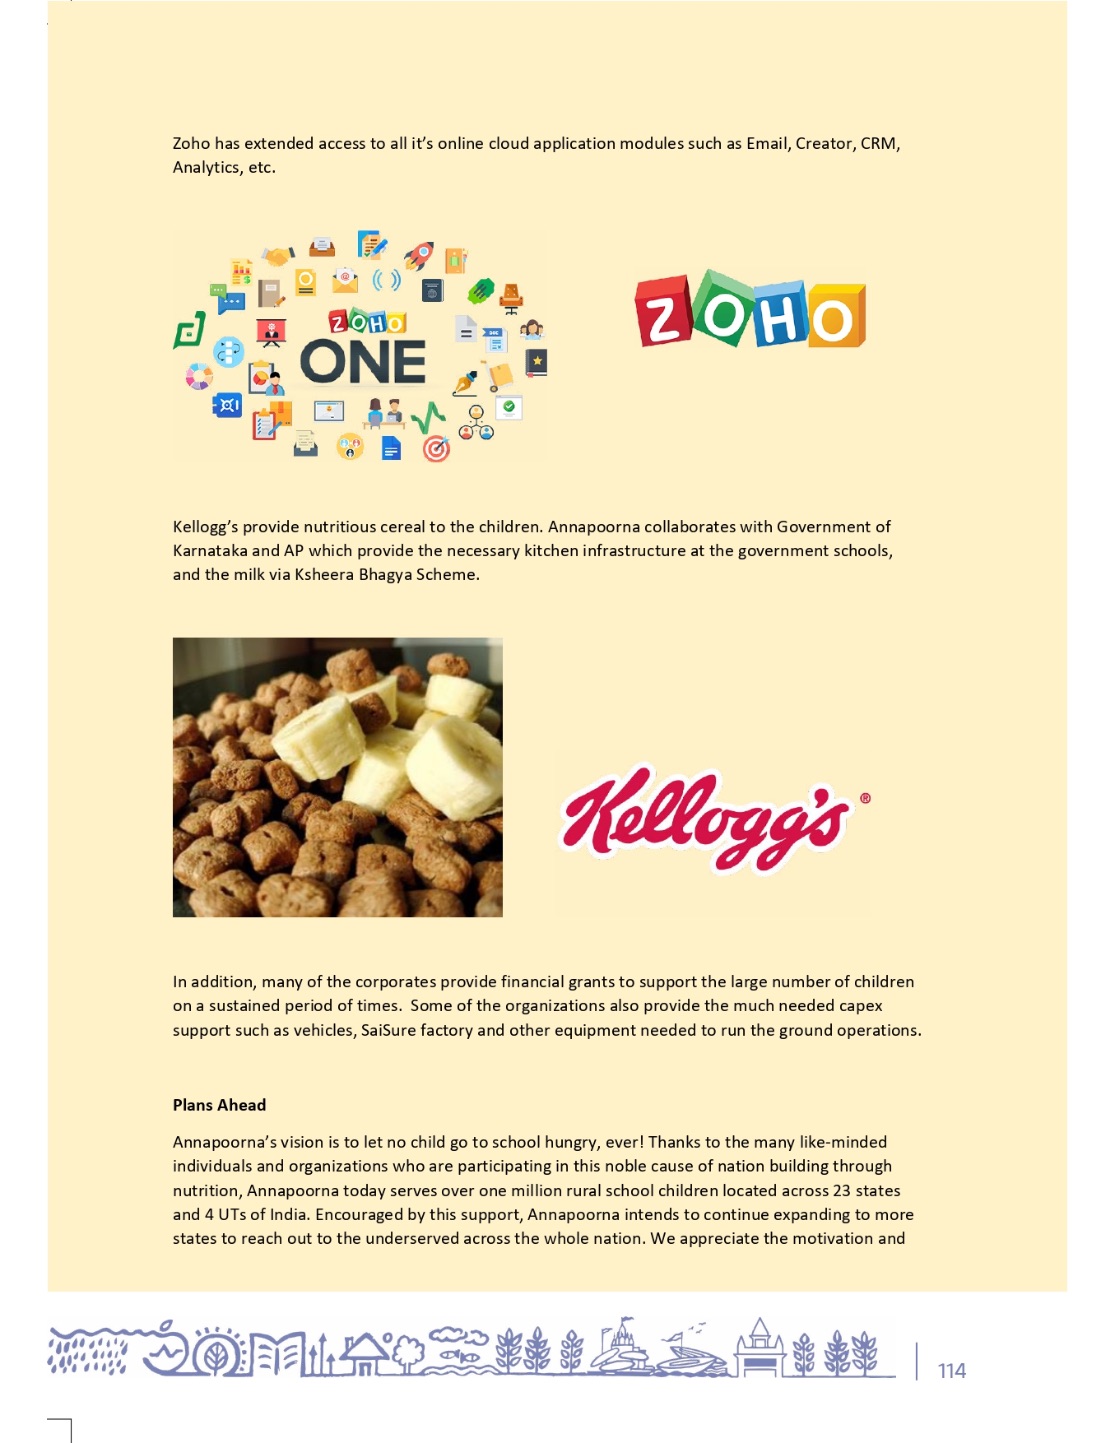 Zoho has extended access to all it’s online cloud application modules such as Email, Creator, CRM,
Analytics, etc.
ZOHO
ONE
ZOHO
Kellogg’s provide nutritious cereal to the children. Annapoorna collaborates with Government of
Karnataka and AP which provide the necessary kitchen infrastructure at the government schools,
and the milk via Ksheera Bhagya Scheme.
Kellogg’s ®
In addition, many of the corporates provide financial grants to support the large number of children
on a sustained period of times.  Some of the organizations also provide the much needed capex
support such as vehicles, SaiSure factory and other equipment needed to run the ground operations.
Plans Ahead
Annapoorna’s vision is to let no child go to school hungry, ever! Thanks to the many like-minded
individuals and organizations who are participating in this noble cause of nation building through
nutrition, Annapoorna today serves over one million rural school children located across 23 states
and 4 UTs of India. Encouraged by this support, Annapoorna intends to continue expanding to more
states to reach out to the underserved across the whole nation. We appreciate the motivation and
114